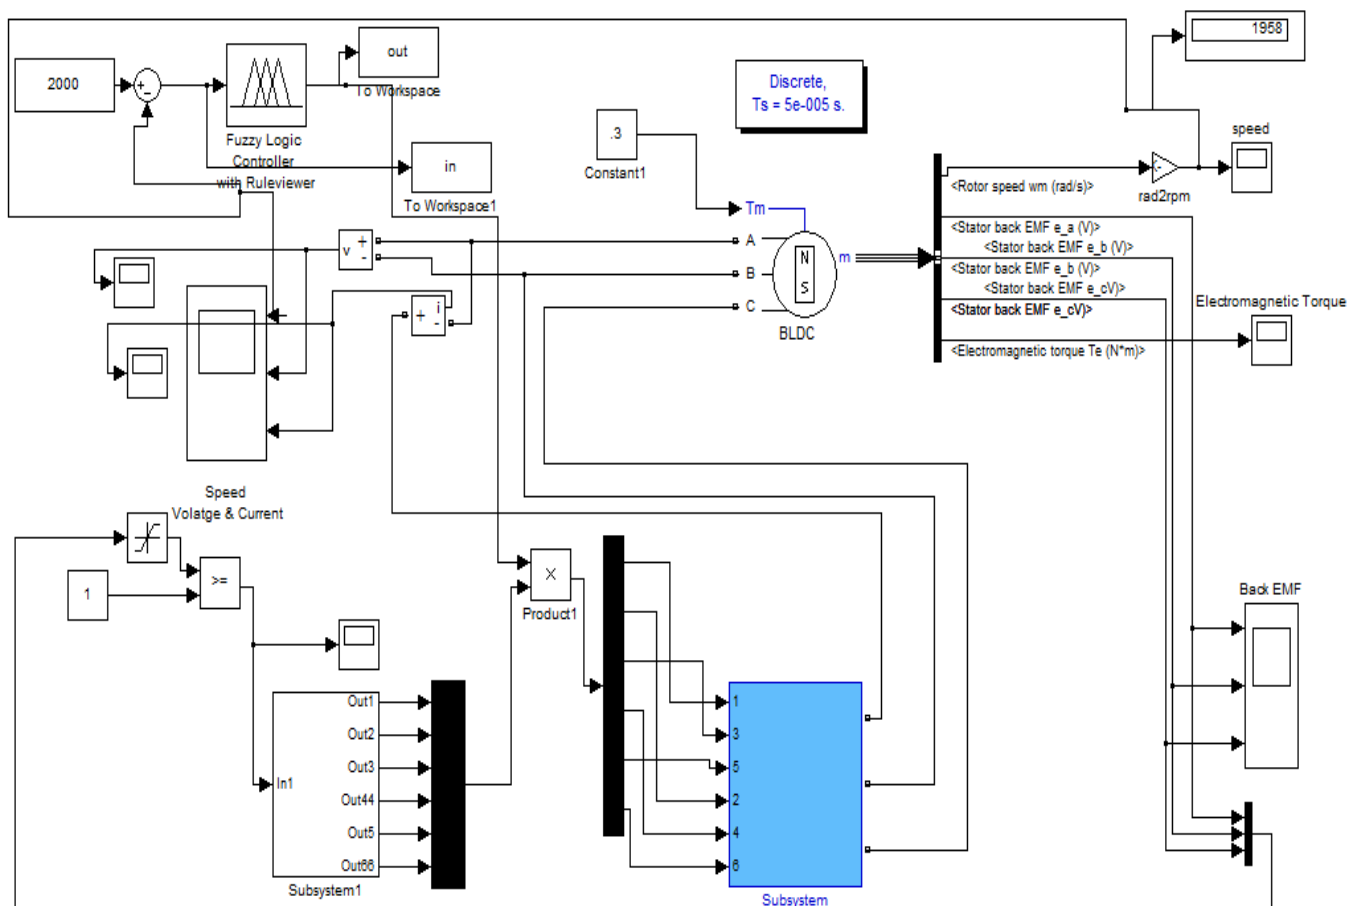 1958
2000
+
-
out
To Workspace
Fuzzy Logic
Controller
with Ruleviewer
in
To Workspace1
Discrete,
Ts = 5e-005 s.
.3
Constant1
speed
rad2rpm
<Rotor speed wm (rad/s)>
<Stator back EMF e_a (V)>
<Stator back EMF e_b (V)>
<Stator back EMF e_b (V)>
<Stator back EMF e_cV)>
<Stator back EMF e_cV)>
<Electromagnetic torque Te (N*m)>
Electromagnetic Torque
Tm
A
B
C
N
S
m
BLDC
v
+
-
+
i
-
Speed
Volatge & Current
1
>=
X
Product1
Back EMF
In1
Out1
Out2
Out3
Out44
Out5
Out66
Subsystem1
1
3
5
2
4
6
Subsystem